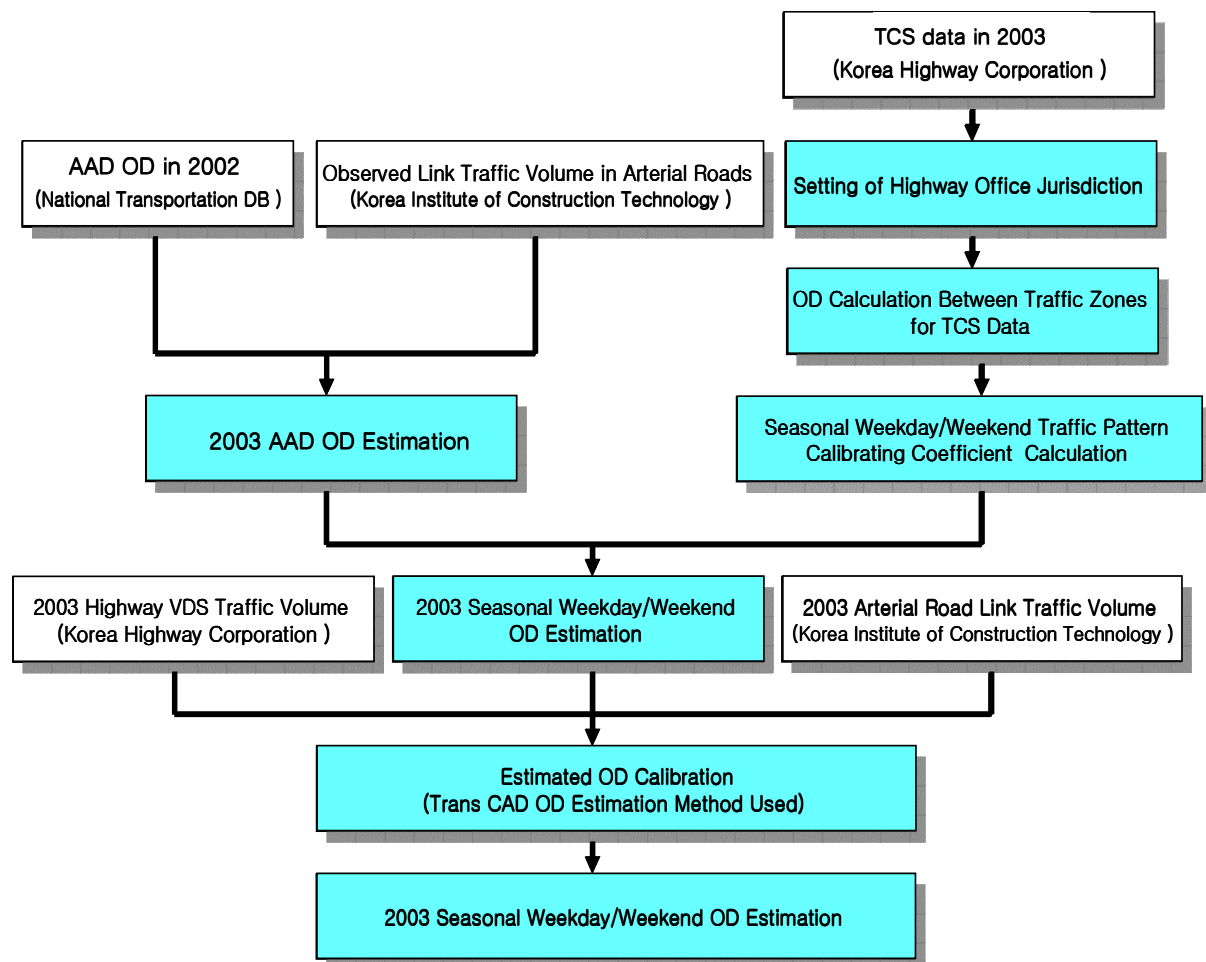 TCS data in 2003
(Korea Highway Corporation )
AAD OD in 2002
(National Transportation DB )
Observed Link Traffic Volume in Arterial Roads
(Korea Institute of Construction Technology )
Setting of Highway Office Jurisdiction
OD Calculation Between Traffic Zones
for TCS Data
2003 AAD OD Estimation
Seasonal Weekday/Weekend Traffic Pattern
Calibrating Coefficient Calculation
2003 Highway VDS Traffic Volume
(Korea Highway Corporation )
2003 Seasonal Weekday/Weekend
OD Estimation
2003 Arterial Road Link Traffic Volume
(Korea Institute of Construction Technology )
Estimated OD Calibration
(Trans CAD OD Estimation Method Used)
2003 Seasonal Weekday/Weekend OD Estimation